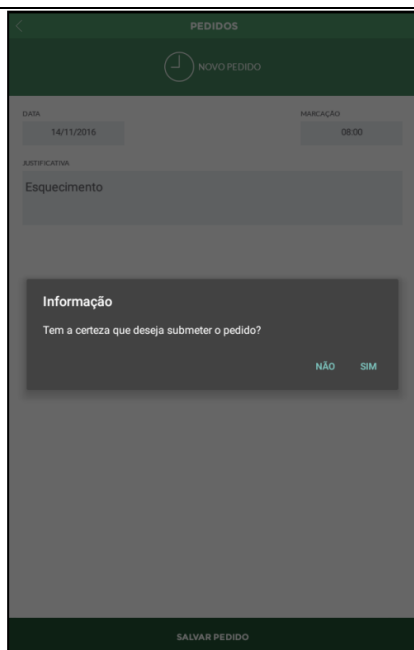 PEDIDOS
NOVO PEDIDO
DATA
MARCAÇÃO
14/11/2016
08:00
JUSTIFICATIVA
Esquecimento
Informação
Tem a certeza que deseja submeter o pedido?
NÃO
SIM
SALVAR PEDIDO